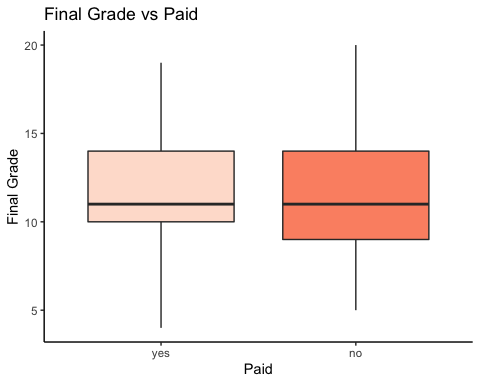 Final Grade vs Paid
20
15
10
5
Final Grade
yes no
Paid